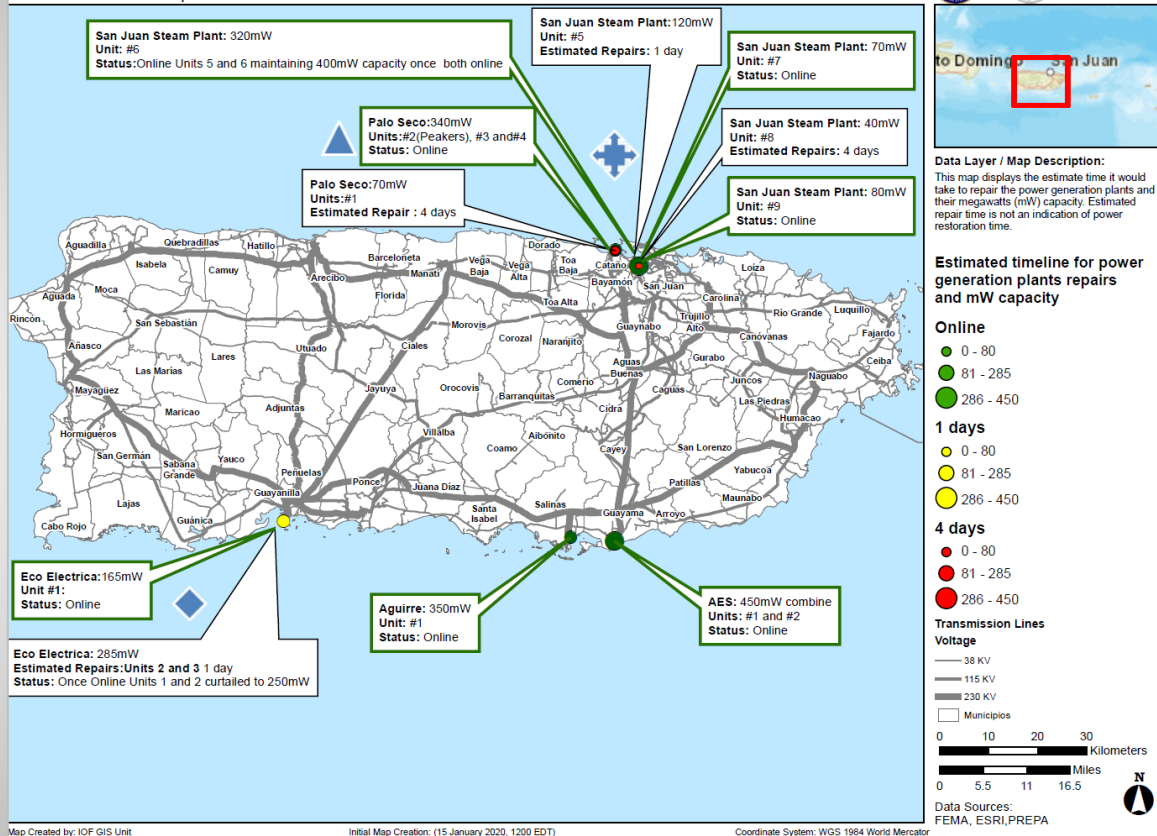 San Juan Steam Plant: 320mW
Unit: #6
Status:Online Units 5 and 6 maintaining 400mW capacity once both online
San Juan Steam Plant:120mW
Unit: #5
Estimated Repairs: 1 day
San Juan Steam Plant: 70mW
Unit: #7
Status: Online
Palo Seco:340mW
Units:#2(Peakers), #3 and#4
Status: Online
San Juan Steam Plant: 40mW
Unit: #8
Estimated Repairs: 4 days
Palo Seco:70mW
Units:#1
Estimated Repair : 4 days
San Juan Steam Plant: 80mW
Unit: #9
Status: Online
Aguadilla
Quebradillas
Hatillo
Isabela
Camuy
Arecibo
Barceloneta
Manatí
Vega
Baja
Vega
Alta
Dorado
Toa
Baja
Cataño
Bayamón
San Juan
Loiza
Moca
Aguada
Florida
Toa Alta
Carolina
Rincón
San Sebastián
Morovis
Guaynabo
Trujillo
Alto
Rio Grande
Luquillo
Fajardo
Añasco
Lares
Utuado
Ciales
Corozal
Naranjito
Canóvanas
Las Marías
Aguas
Buenas
Gurabo
Ceiba
Mayagüez
Jayuya
Orocovis
Comerío
Caguas
Juncos
Naguabo
Maricao
Adjuntas
Barranquitas
Cidra
Las Piedras
Humacao
Hormigueros
Villalba
Aibónito
San Germán
Sabana
Grande
Yauco
Coamo
Cayey
San Lorenzo
Peñuelas
Yabucoa
Guayanilla
Ponce
Juana Díaz
Patillas
Lajas
Guánica
Santa
Isabel
Salinas
Guayama
Arroyo
Maunabo
Cabo Rojo
Eco Electrica:165mW
Unit #1:
Status: Online
Aguirre: 350mW
Unit: #1
Status: Online
AES: 450mW combine
Units: #1 and #2
Status: Online
Eco Electrica: 285mW
Estimated Repairs:Units 2 and 3 1 day
Status: Once Online Units 1 and 2 curtailed to 250mW
to Domingo
San Juan
Data Layer / Map Description:
This map displays the estimate time it would
take to repair the power generation plants and
their megawatts (mW) capacity. Estimated
repair time is not an indication of power
restoration time.
Estimated timeline for power
generation plants repairs
and mW capacity
Online
0 - 80
81 - 285
286 - 450
1 days
0 - 80
81 - 285
286 - 450
4 days
0 - 80
81 - 285
286 - 450
Transmission Lines
Voltage
38 KV
115 KV
230 KV
Municipios
0 10 20 30
Kilometers
Miles
0 5.5 11 16.5
N
Data Sources:
FEMA, ESRI,PREPA
Map Created by: IOF GIS Unit
Initial Map Creation: (15 January 2020, 1200 EDT)
Coordinate System: WGS 1984 World Mercator